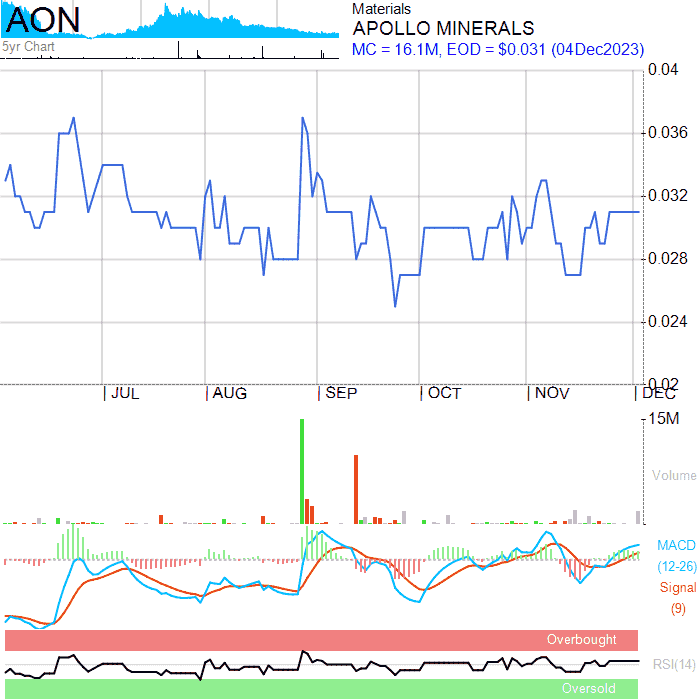 AON
Materials
APOLLO MINERALS
5yr Chart
MC = 16.1M, EOD = $0.031 (04Dec2023)
0.04
0.036
0.032
0.028
0.024
0.02
JUL
AUG
SEP
OCT
NOV
DEC
15M
Volume
MACD
(12-26)
Signal
(9)
Overbought
RSI(14)
Oversold